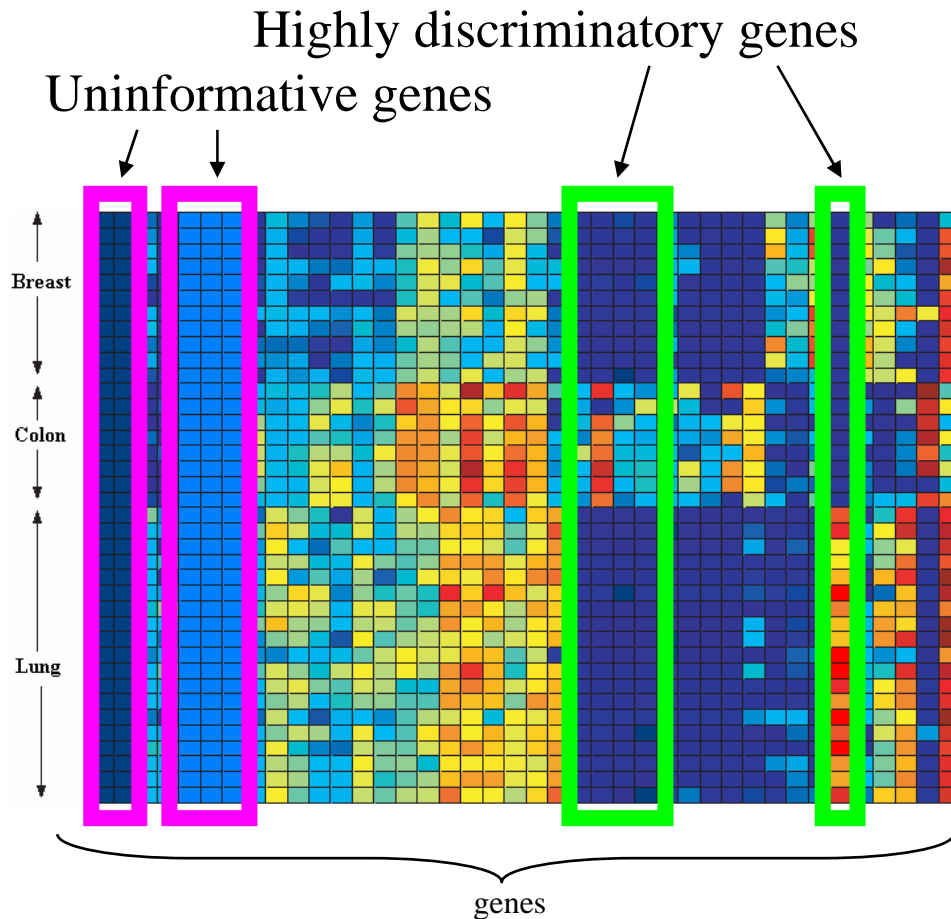 Highly discriminatory genes
Uninformative genes
Breast
Colon
Lung
genes